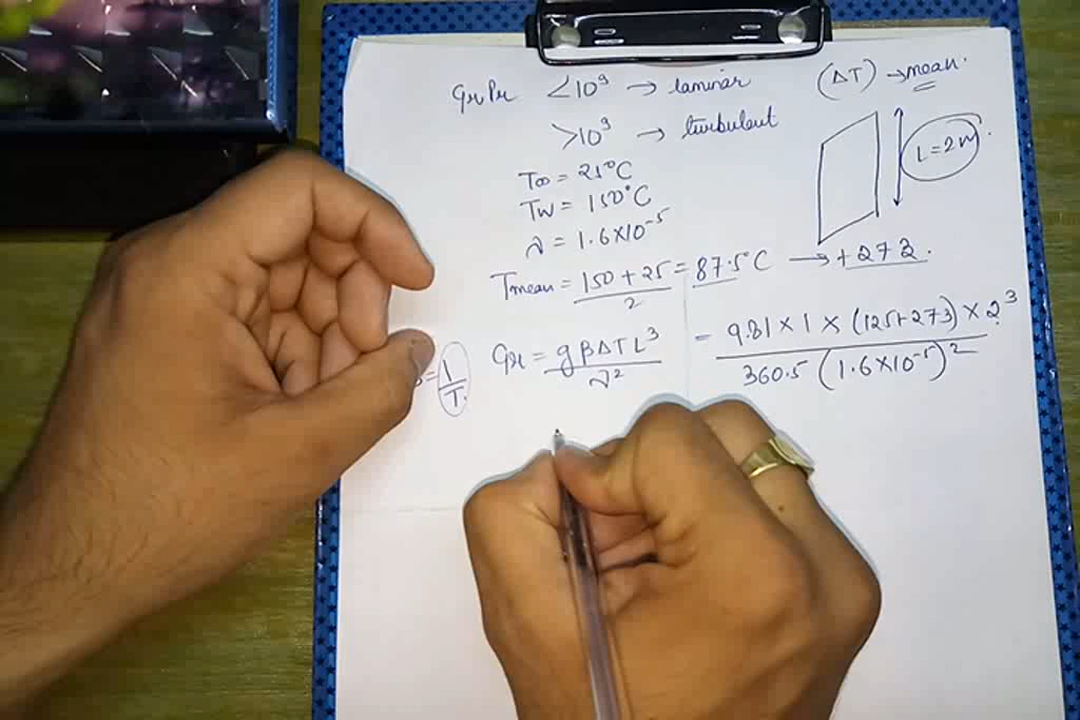 GrPr <10⁹ → laminar (ΔT) → mean.
>10⁹ → turbulent
L=2m
T∞ = 25°C
Tw = 150°C
ν = 1.6×10⁻⁵
Tmean = (150+25)/2 = 87.5°C → +273.
Gr = gβΔTL³/ν² = 9.81×1×(125+273)×2³/360.5(1.6×10⁻⁵)²
= 1/T.